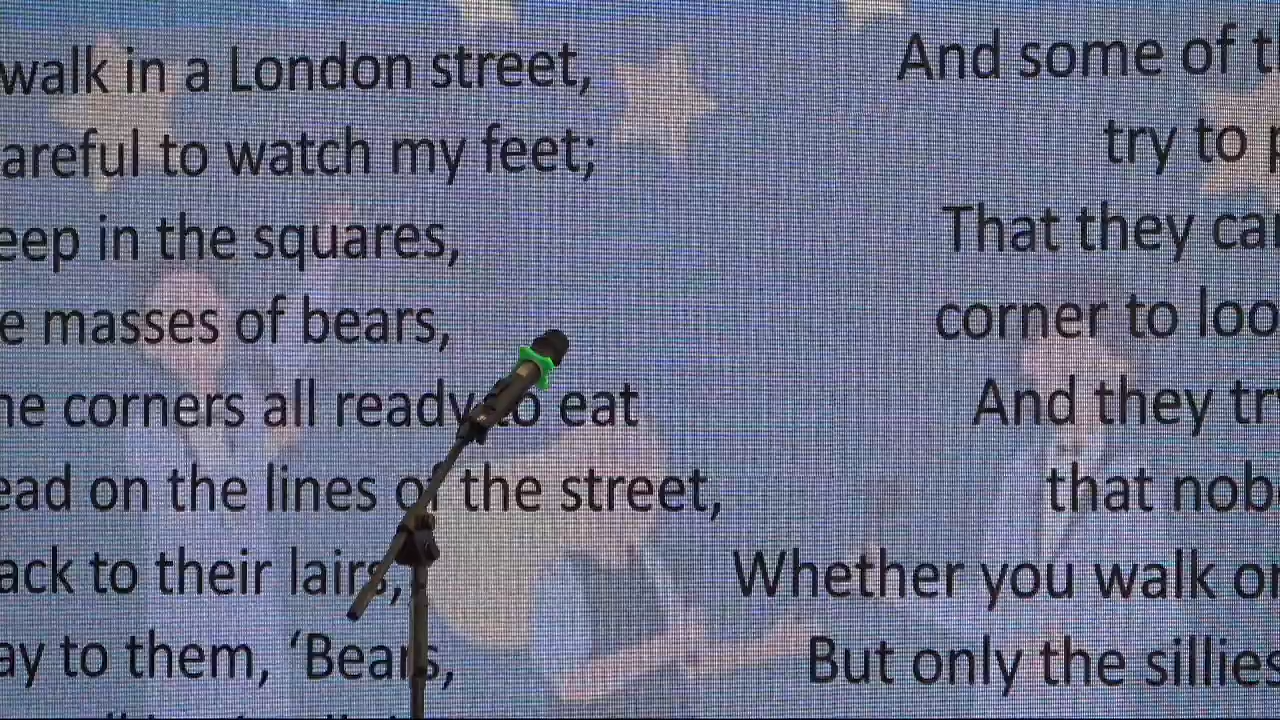 walk in a London street,
areful to watch my feet;
eep in the squares,
e masses of bears,
he corners all ready to eat
ead on the lines of the street,
ack to their lairs,
ay to them, ‘Bears,
And some of t
try to p
That they ca
corner to loo
And they tr
that nob
Whether you walk o
But only the sillies